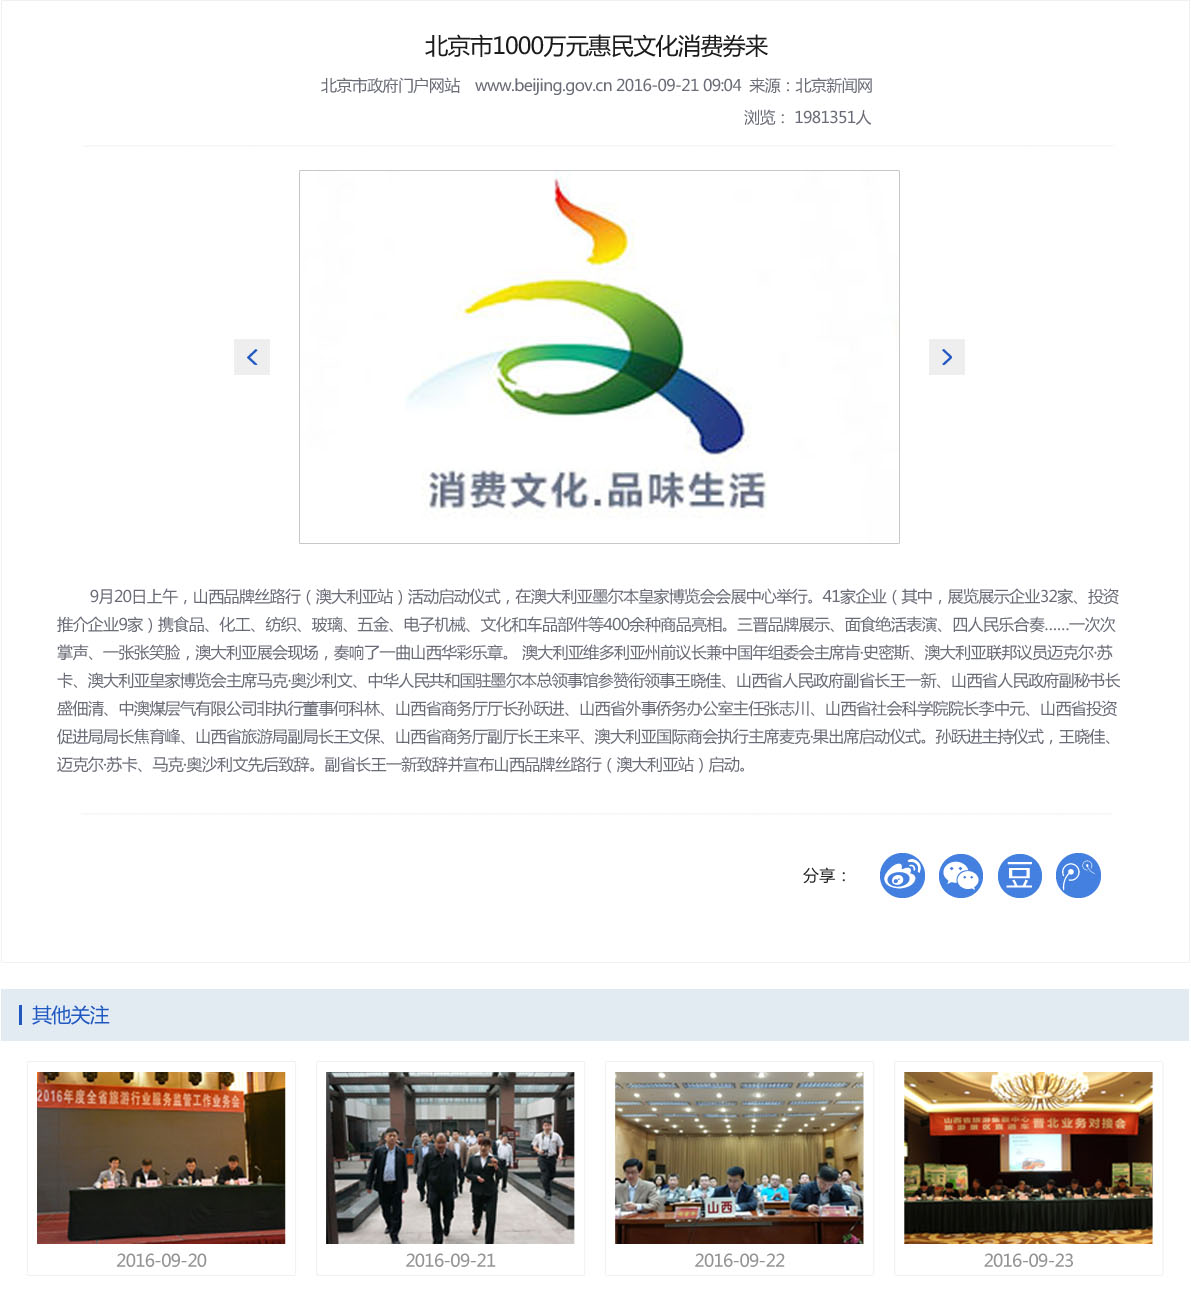 北京市1000万元惠民文化消费券来
北京市政府门户网站 www.beijing.gov.cn 2016-09-21 09:04 来源：北京新闻网
浏览： 1981351人
消费文化.品味生活
9月20日上午，山西品牌丝路行（澳大利亚站）活动启动仪式，在澳大利亚墨尔本皇家博览会会展中心举行。41家企业（其中，展览展示企业32家、投资
推介企业9家）携食品、化工、纺织、玻璃、五金、电子机械、文化和车品部件等400余种商品亮相。三晋品牌展示、面食绝活表演、四人民乐合奏……一次次
掌声、一张张笑脸，澳大利亚展会现场，奏响了一曲山西华彩乐章。 澳大利亚维多利亚州前议长兼中国年组委会主席肯·史密斯、澳大利亚联邦议员迈克尔·苏
卡、澳大利亚皇家博览会主席马克·奥沙利文、中华人民共和国驻墨尔本总领事馆参赞衔领事王晓佳、山西省人民政府副省长王一新、山西省人民政府副秘书长
盛佃清、中澳煤层气有限公司非执行董事何科林、山西省商务厅厅长孙跃进、山西省外事侨务办公室主任张志川、山西省社会科学院院长李中元、山西省投资
促进局局长焦育峰、山西省旅游局副局长王文保、山西省商务厅副厅长王来平、澳大利亚国际商会执行主席麦克·果出席启动仪式。孙跃进主持仪式，王晓佳、
迈克尔·苏卡、马克·奥沙利文先后致辞。副省长王一新致辞并宣布山西品牌丝路行（澳大利亚站）启动。
分享：
豆
其他关注
2016年度全省旅游行业服务监管工作业务会
山西
晋北业务对接会
2016-09-20
2016-09-21
2016-09-22
2016-09-23